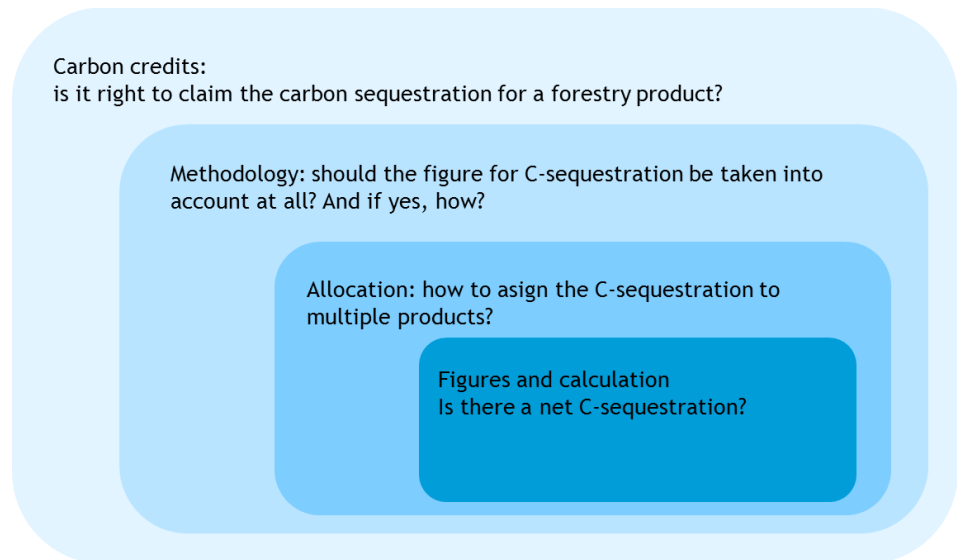 Carbon credits:
is it right to claim the carbon sequestration for a forestry product?
Methodology: should the figure for C-sequestration be taken into
account at all? And if yes, how?
Allocation: how to asign the C-sequestration to
multiple products?
Figures and calculation
Is there a net C-sequestration?